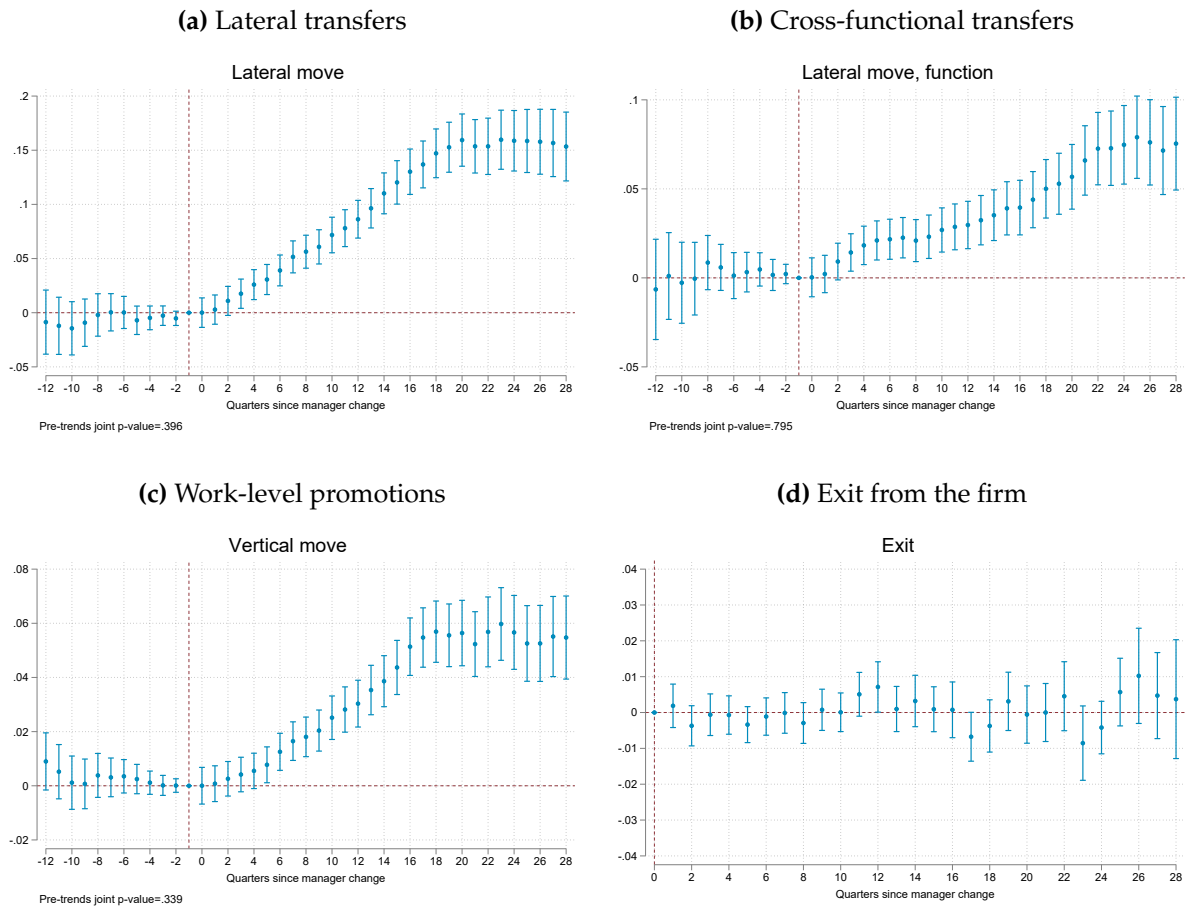 (a) Lateral transfers
Lateral move
.2
.15
.1
.05
0
-.05
-12 -10 -8 -6 -4 -2 0 2 4 6 8 10 12 14 16 18 20 22 24 26 28
Quarters since manager change
Pre-trends joint p-value=.396
(b) Cross-functional transfers
Lateral move, function
.1
.05
0
-.05
-12 -10 -8 -6 -4 -2 0 2 4 6 8 10 12 14 16 18 20 22 24 26 28
Quarters since manager change
Pre-trends joint p-value=.795
(c) Work-level promotions
Vertical move
.08
.06
.04
.02
0
-.02
-12 -10 -8 -6 -4 -2 0 2 4 6 8 10 12 14 16 18 20 22 24 26 28
Quarters since manager change
Pre-trends joint p-value=.339
(d) Exit from the firm
Exit
.04
.03
.02
.01
0
-.01
-.02
-.03
-.04
0 2 4 6 8 10 12 14 16 18 20 22 24 26 28
Quarters since manager change